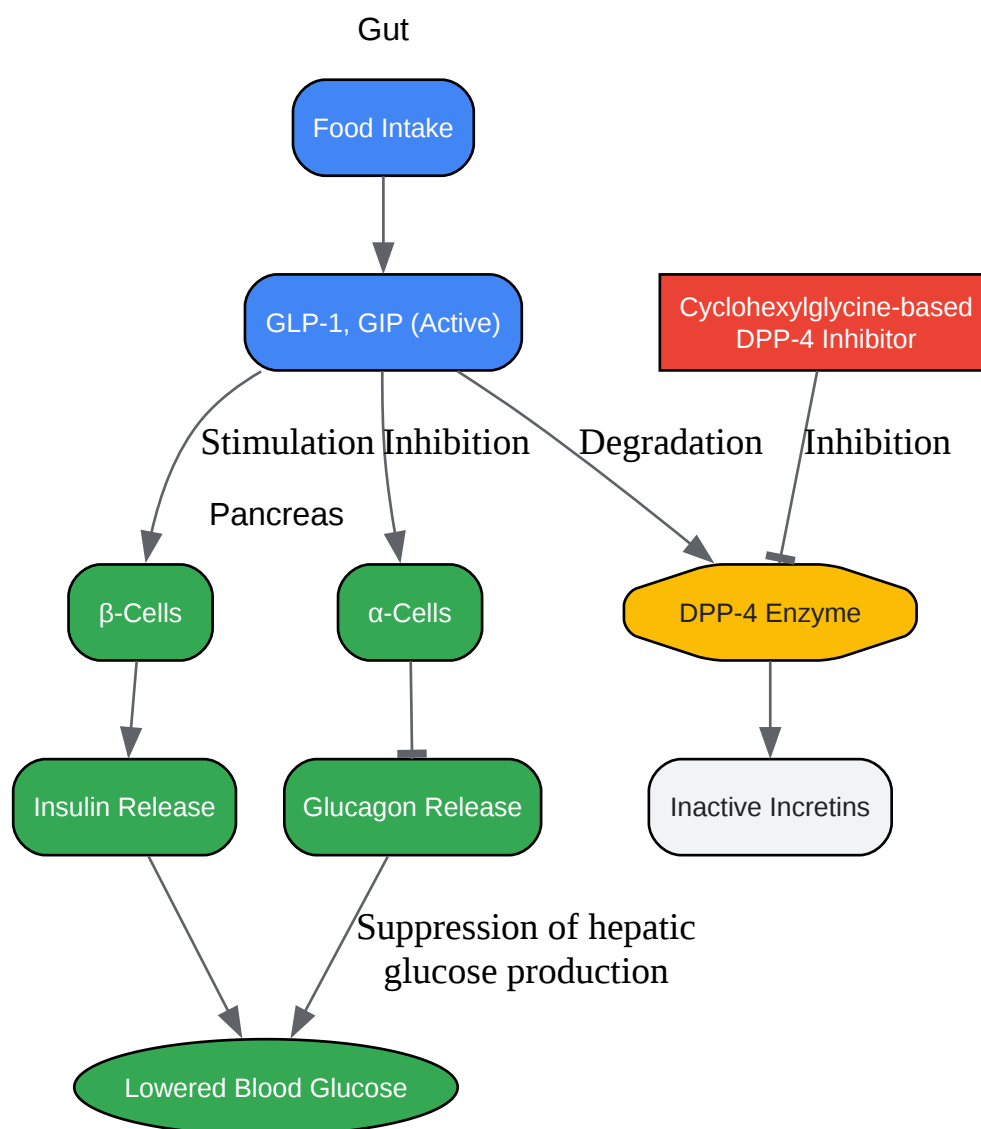 Gut
Food Intake
GLP-1, GIP (Active)
Cyclohexylglycine-based
DPP-4 Inhibitor
Stimulation
Inhibition
Degradation
Inhibition
Pancreas
β-Cells
α-Cells
DPP-4 Enzyme
Insulin Release
Glucagon Release
Inactive Incretins
Suppression of hepatic
glucose production
Lowered Blood Glucose